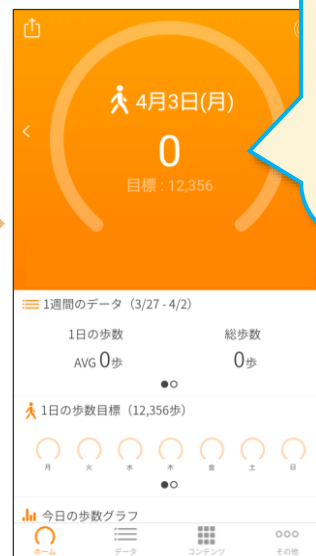 4月3日(月)
0
目標 : 12,356
1週間のデータ（3/27 - 4/2）
1日の歩数 総歩数
AVG 0歩 0歩
1日の歩数目標（12,356歩）
月 火 水 木 金 土 日
今日の歩数グラフ
ホーム データ コンテンツ その他